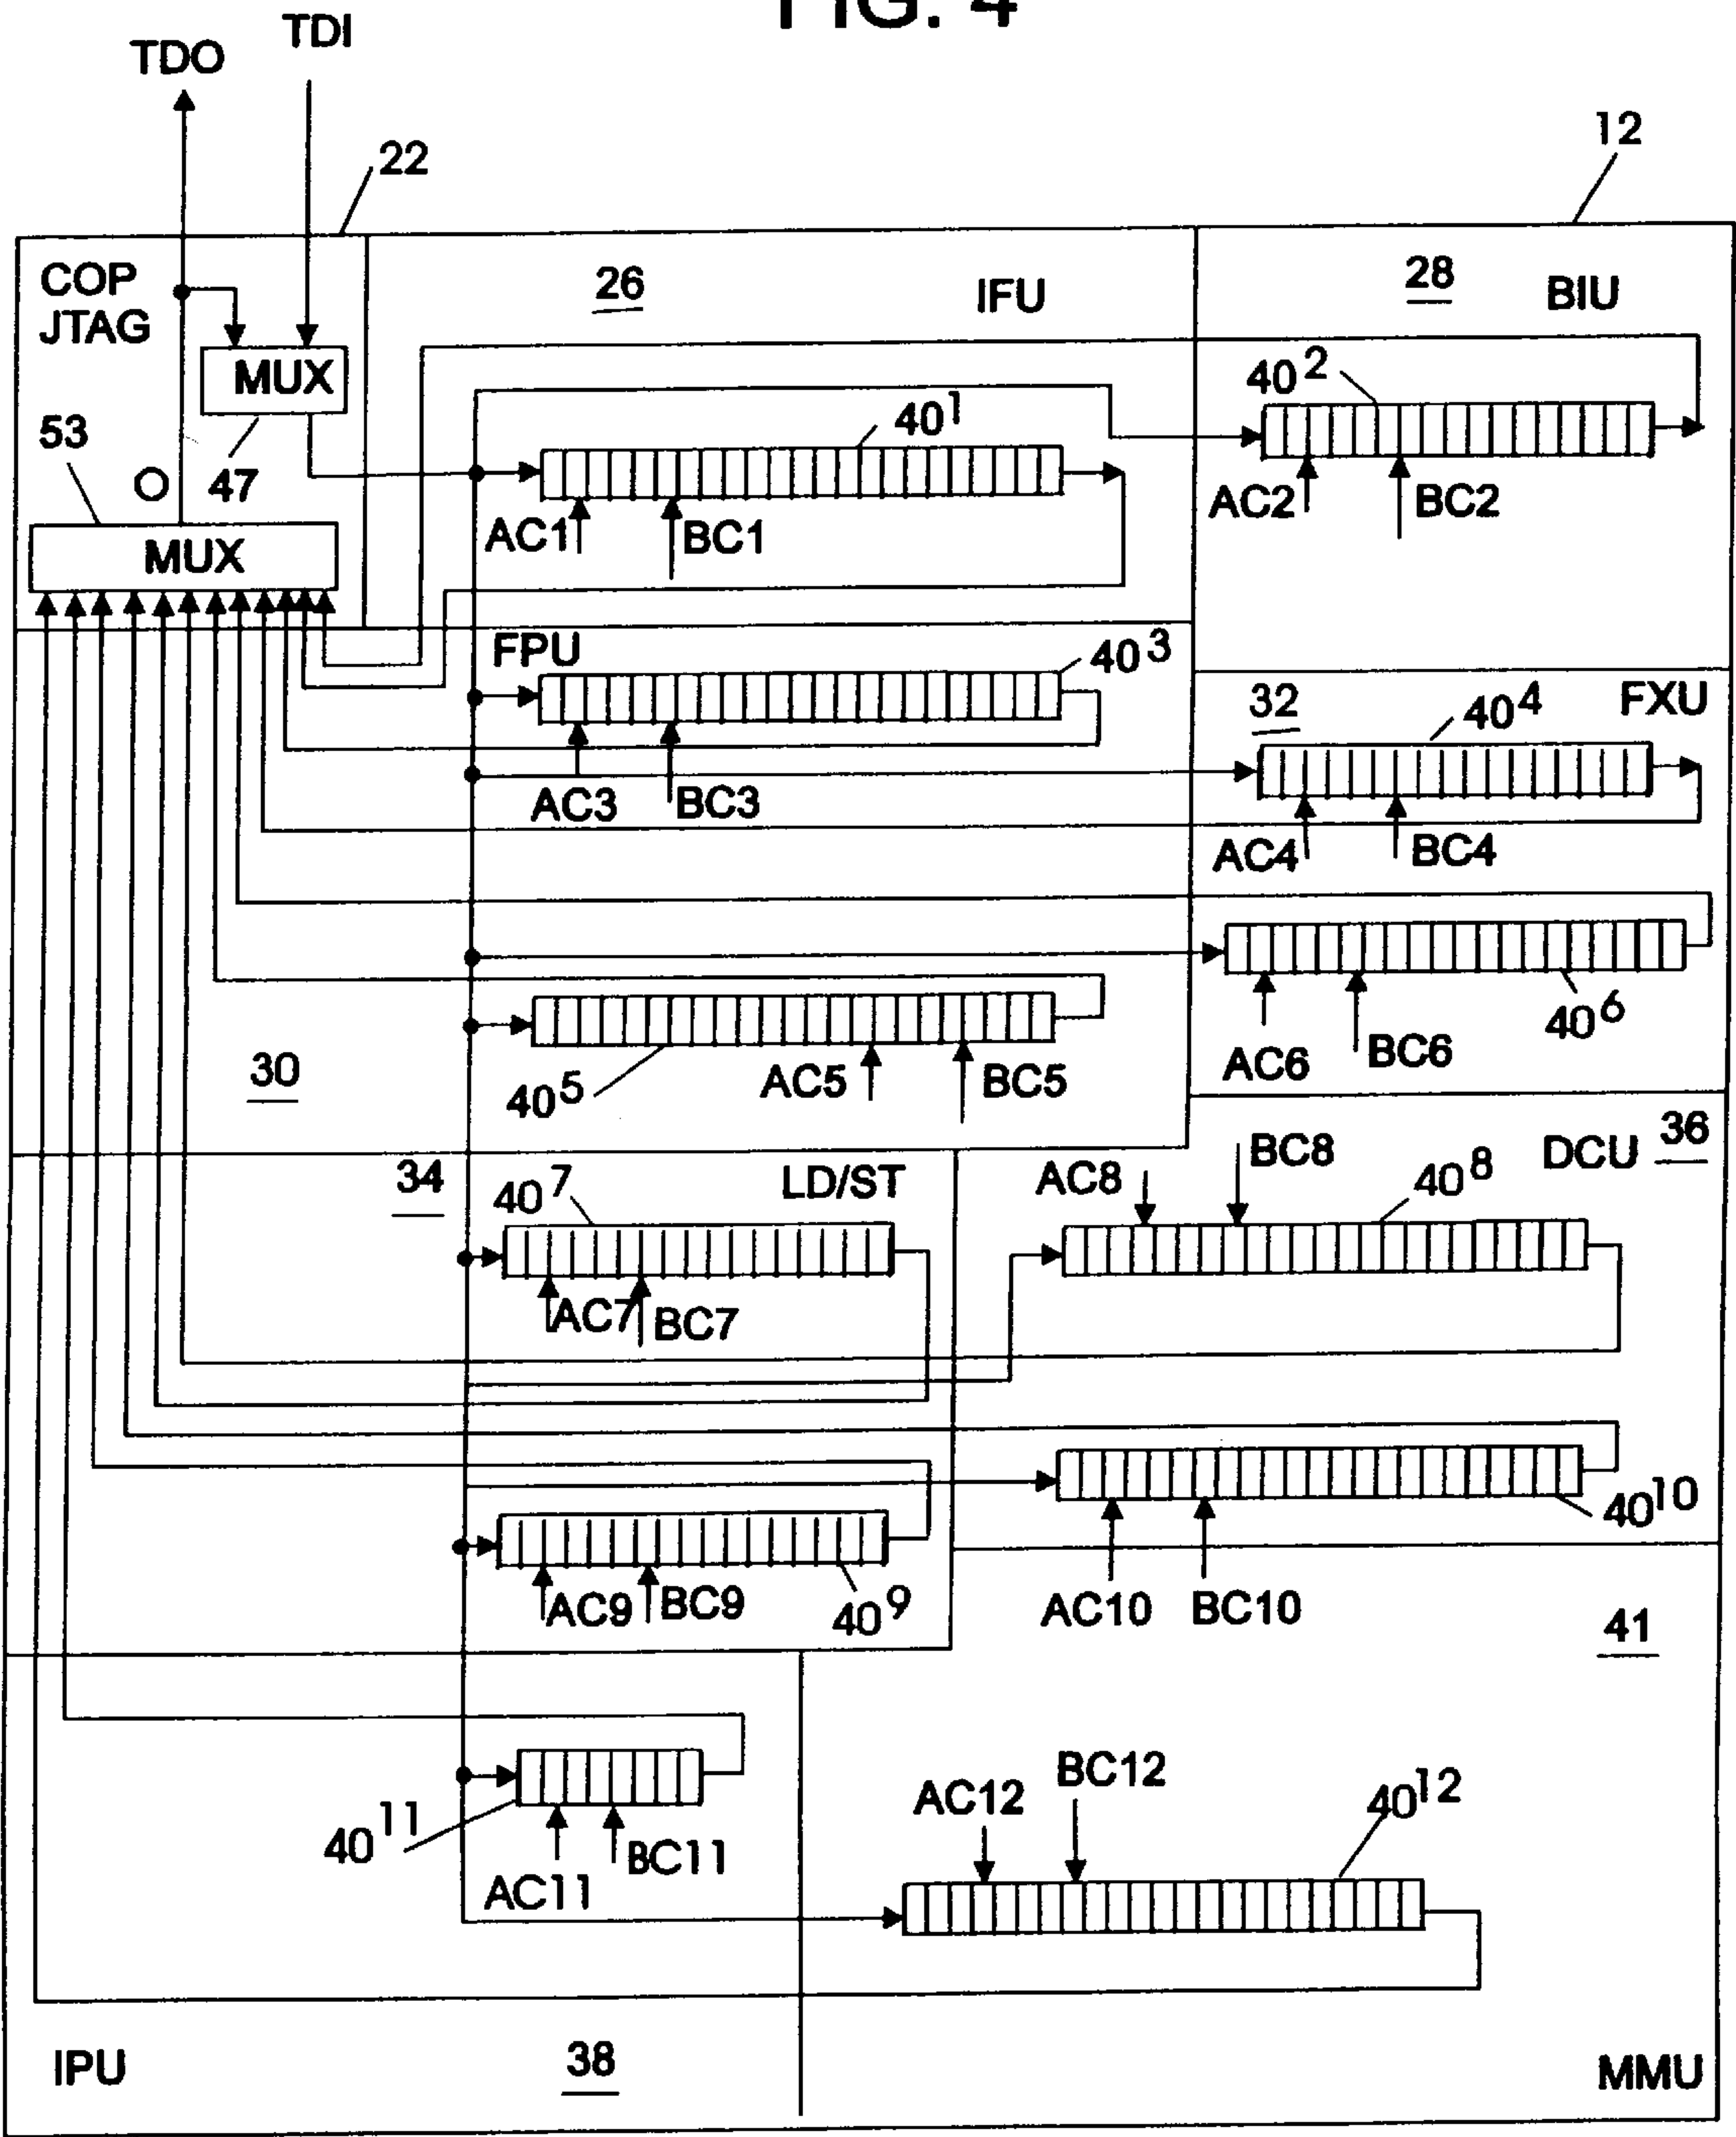 FIG. 4
TDO
TDI
22
12
COP
JTAG
26
IFU
28
BIU
MUX
47
53
MUX
40 1
AC1
BC1
40 2
AC2
BC2
FPU
40 3
AC3
BC3
32
FXU
40 4
AC4
BC4
40 6
AC6
BC6
30
40 5
AC5
BC5
34
LD/ST
40 7
AC7
BC7
AC8
BC8
DCU
36
40 8
40 10
AC10
BC10
AC9
BC9
40 9
41
40 11
AC11
BC11
AC12
BC12
40 12
IPU
38
MMU